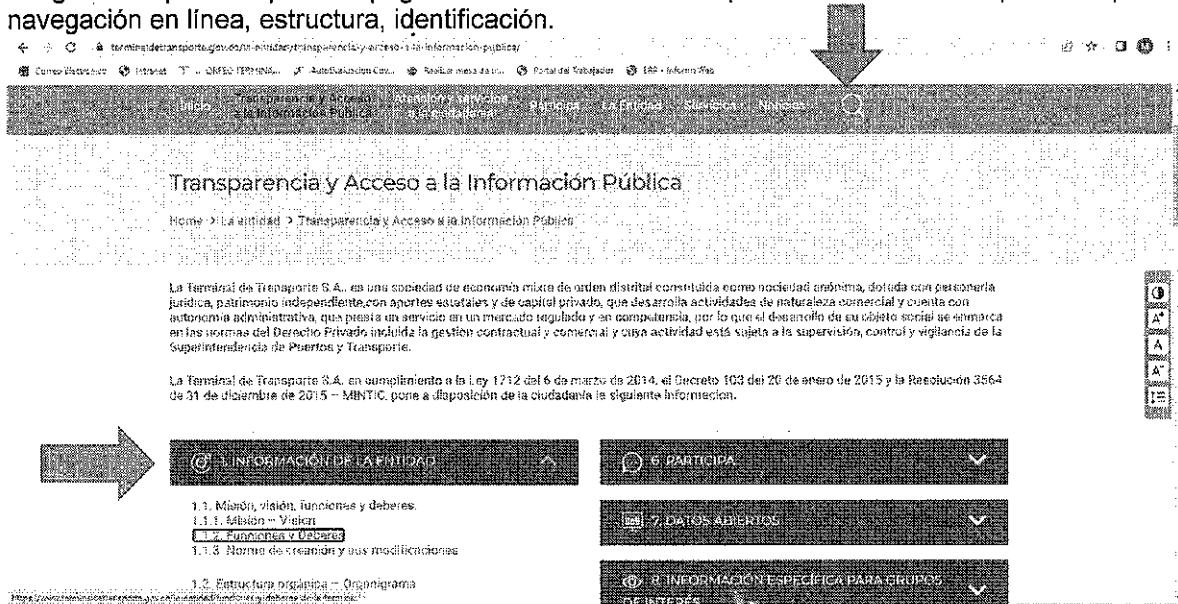 navegación en línea, estructura, identificación.
Inicio Transparencia y Acceso a la Información Pública Atención y servicios a la ciudadanía Participa La Entidad Servicios Noticias
Transparencia y Acceso a la Información Pública
Home > La entidad > Transparencia y Acceso a la Información Pública
La Terminal de Transporte S.A., es una sociedad de economía mixta de orden distrital constituida como sociedad anónima, dotada con personería
jurídica, patrimonio independiente, con aportes estatales y de capital privado, que desarrolla actividades de naturaleza comercial y cuenta con
autonomía administrativa, que presta un servicio en un mercado regulado y en competencia, por lo que el desarrollo de su objeto social se enmarca
en las normas del Derecho Privado incluida la gestión contractual y comercial y cuya actividad está sujeta a la supervisión, control y vigilancia de la
Superintendencia de Puertos y Transporte.
La Terminal de Transporte S.A. en cumplimiento a la Ley 1712 del 6 de marzo de 2014, el Decreto 103 del 20 de enero de 2015 y la Resolución 3564
de 31 de diciembre de 2015 – MINTIC, pone a disposición de la ciudadanía la siguiente información.
1. INFORMACIÓN DE LA ENTIDAD
1.1. Misión, visión, funciones y deberes.
1.1.1. Misión – Vision
1.1.2. Funciones y Deberes
1.1.3. Norma de creación y sus modificaciones
1.2. Estructura orgánica – Organigrama
6. PARTICIPA
7. DATOS ABIERTOS
8. INFORMACIÓN ESPECÍFICA PARA GRUPOS
DE INTERÉS
A+
A
A-